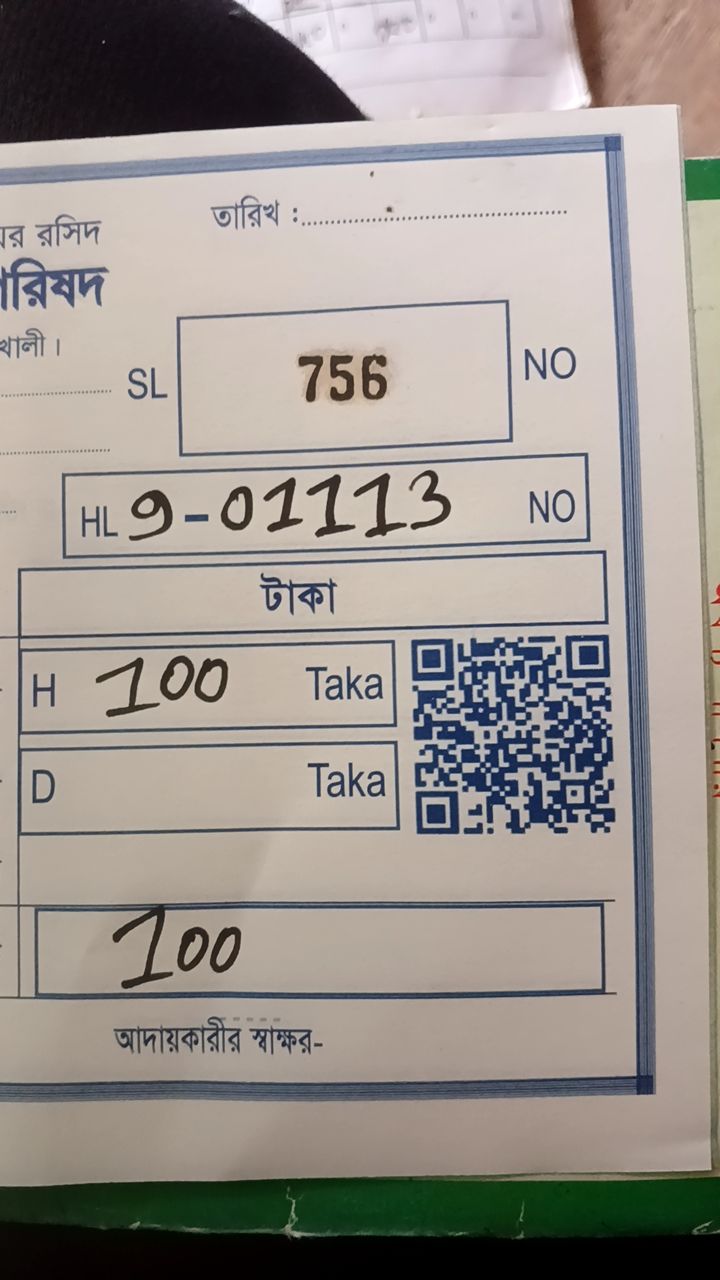 তারিখ :
রসিদ
রিষদ
খালী।
SL 756 NO
HL 9-01113 NO
টাকা
H 100 Taka
D Taka
100
আদায়কারীর স্বাক্ষর-